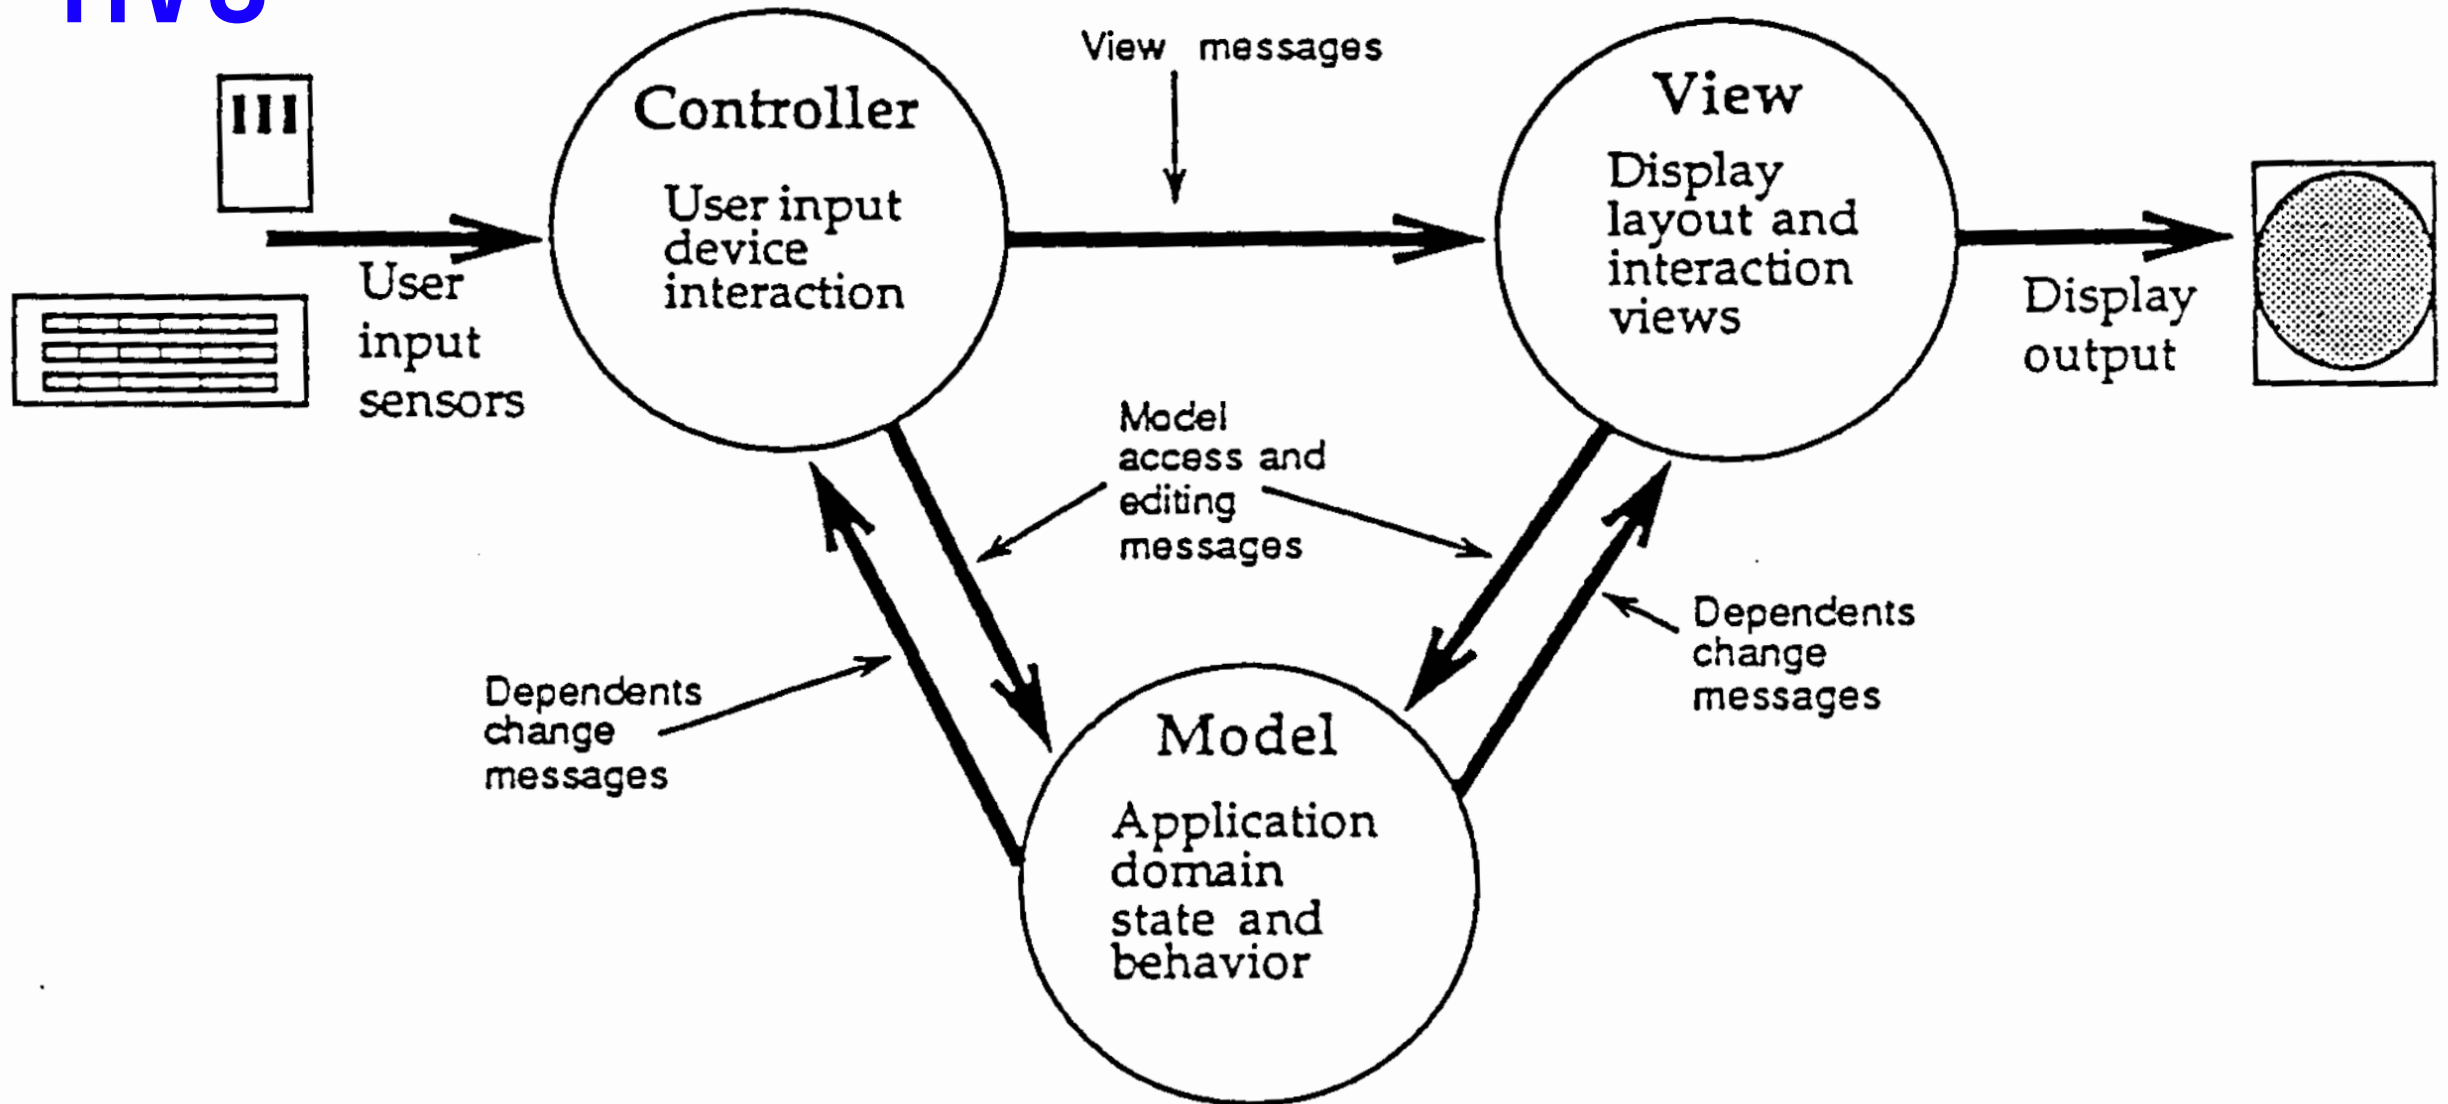 Controller
User input
device
interaction
View messages
View
Display
layout and
interaction
views
User
input
sensors
Display
output
Model
access and
editing
messages
Dependents
change
messages
Dependents
change
messages
Model
Application
domain
state and
behavior